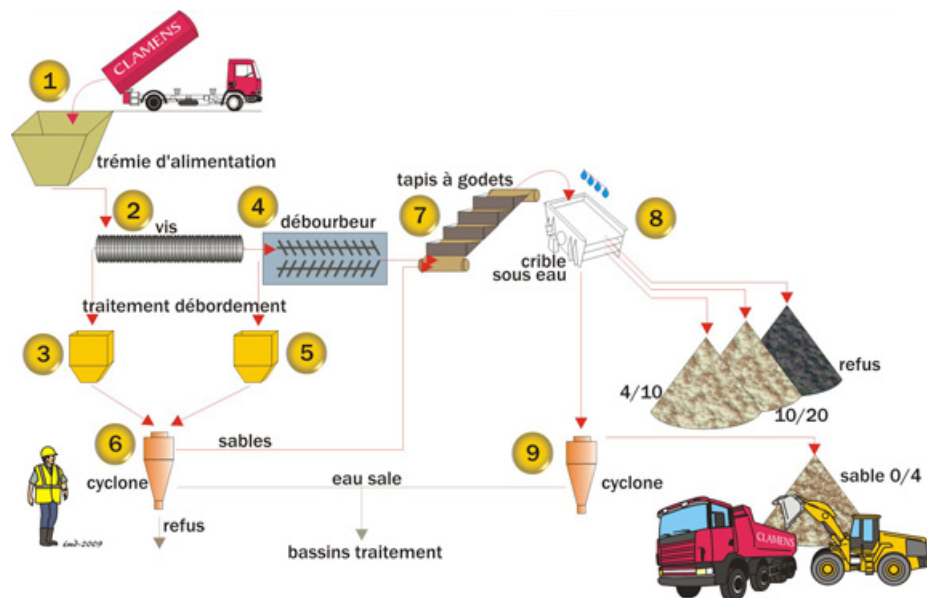 CLAMENS
1
trémie d'alimentation
2
vis
4
débourbeur
tapis à godets
7
8
crible
sous eau
traitement débordement
3
5
4/10
10/20
refus
6
cyclone
sables
eau sale
9
cyclone
sable 0/4
refus
bassins traitement
CLAMENS
lmd-2009